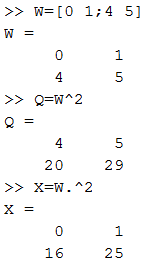 >> W=[0 1;4 5]
W =
0 1
4 5
>> Q=W^2
Q =
4 5
20 29
>> X=W.^2
X =
0 1
16 25